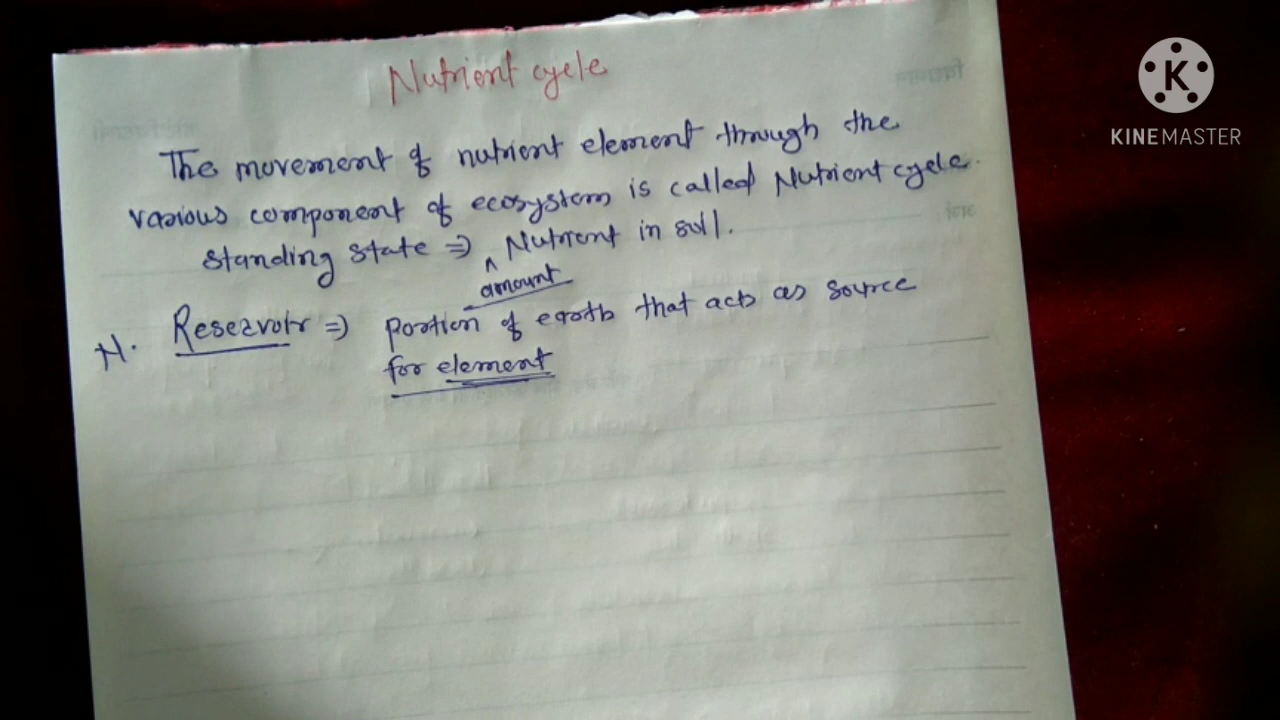 Nutrient cycle
The movement of nutrient element through the
various component of ecosystem is called Nutrient cycle.
standing state ⇒ ^ Nutrient in soil.
amount
N. Reservoir ⇒ portion of earth that acts as source
for element
K
KINEMASTER